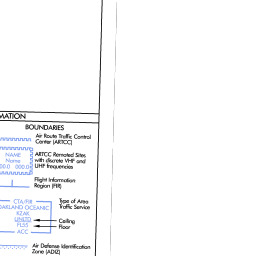 MATION
BOUNDARIES
Air Route Traffic Control
Center (ARTCC)
NAME
Name
000.0 000.0
ARTCC Remoted Sites
with discrete VHF and
UHF frequencies
Flight Information
Region (FIR)
CTA/FIR
OAKLAND OCEANIC
KZAK
UNLTD
FL55
ACC
Type of Area
Traffic Service
Ceiling
Floor
Air Defense Identification
Zone (ADIZ)